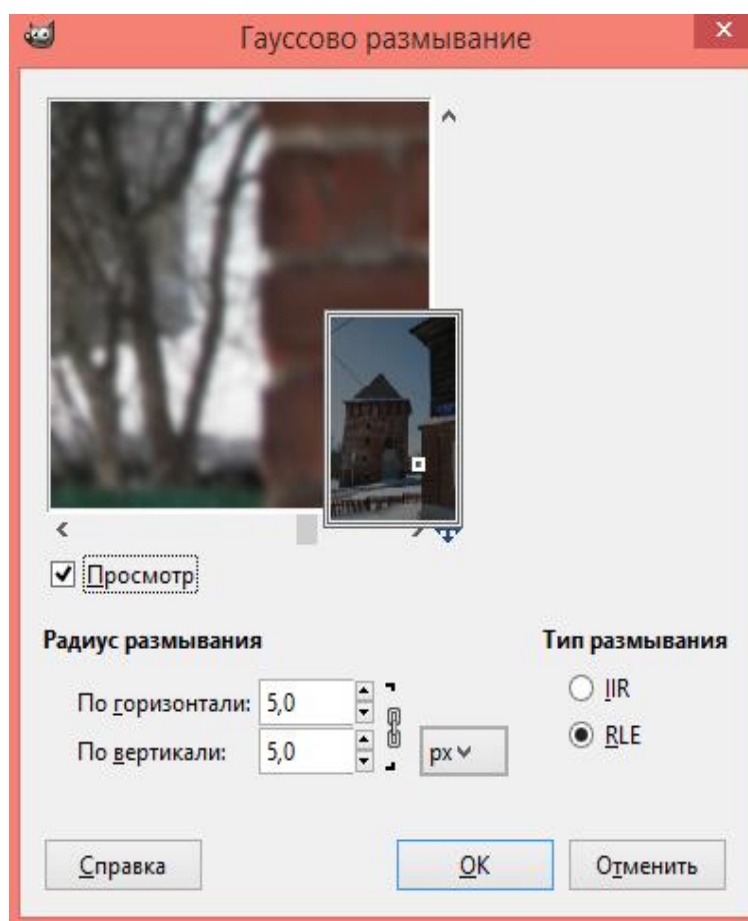 Гауссово размывание
Просмотр
Радиус размывания
Тип размывания
По горизонтали: 5,0
IIR
По вертикали: 5,0
px
RLE
Справка
OK
Отменить